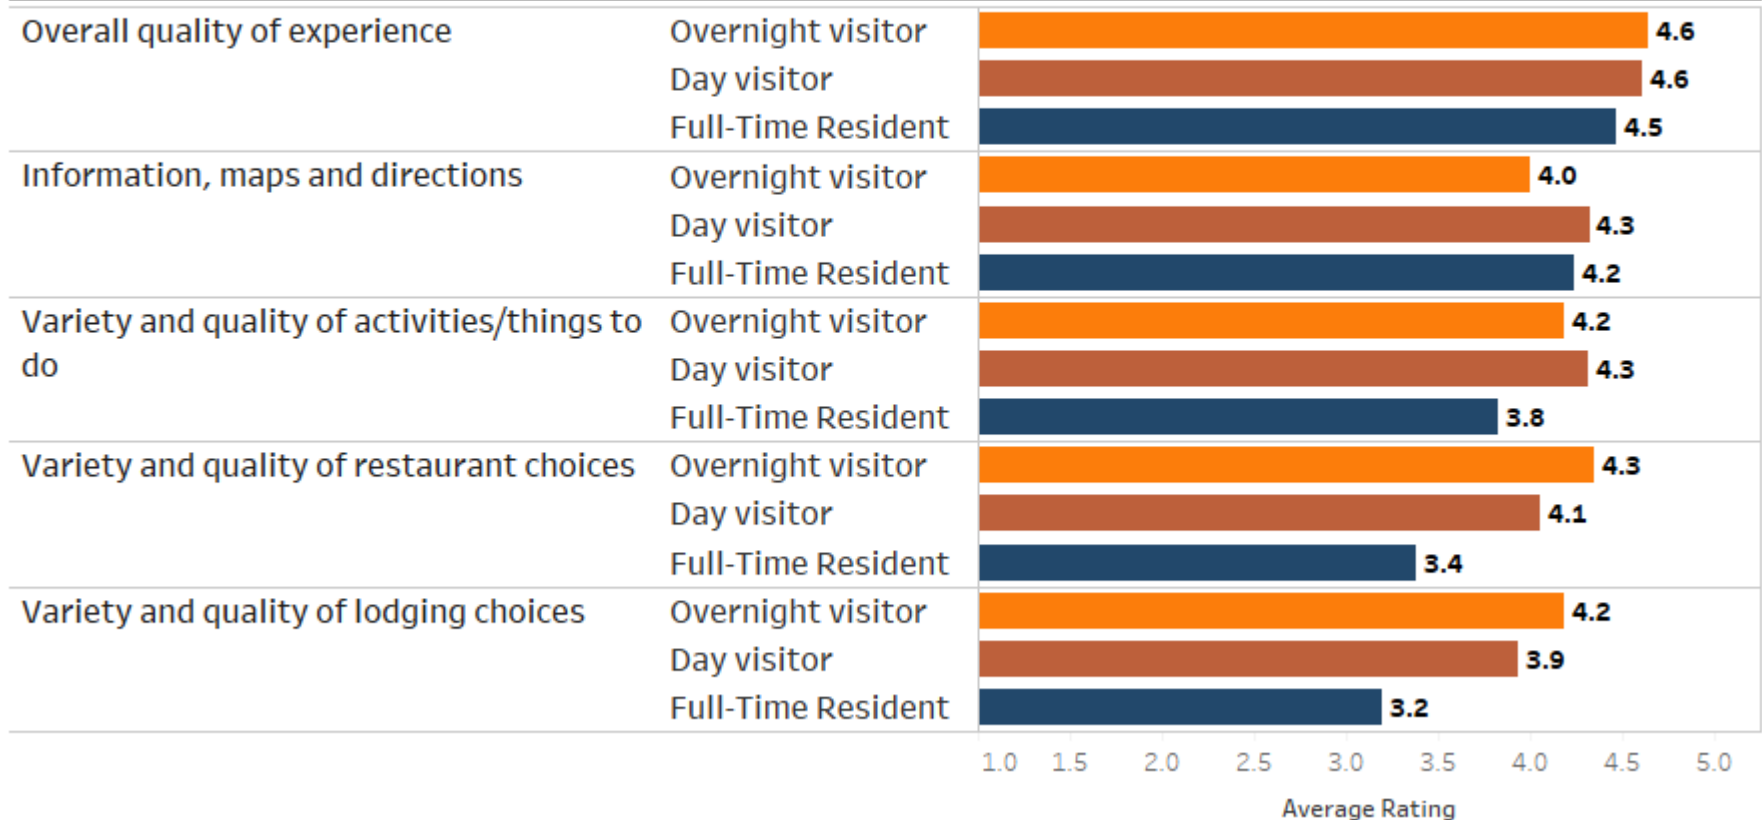 Overall quality of experience Overnight visitor 4.6
Day visitor 4.6
Full-Time Resident 4.5
Information, maps and directions Overnight visitor 4.0
Day visitor 4.3
Full-Time Resident 4.2
Variety and quality of activities/things to Overnight visitor 4.2
do Day visitor 4.3
Full-Time Resident 3.8
Variety and quality of restaurant choices Overnight visitor 4.3
Day visitor 4.1
Full-Time Resident 3.4
Variety and quality of lodging choices Overnight visitor 4.2
Day visitor 3.9
Full-Time Resident 3.2
1.0 1.5 2.0 2.5 3.0 3.5 4.0 4.5 5.0
Average Rating